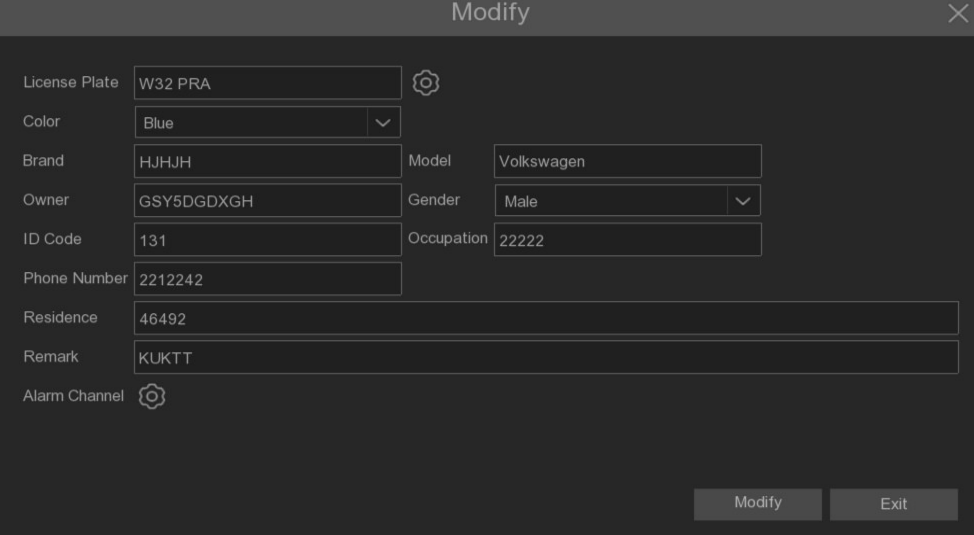 Modify
License Plate W32 PRA
Color Blue
Brand HJHJH Model Volkswagen
Owner GSY5DGDXGH Gender Male
ID Code 131 Occupation 22222
Phone Number 2212242
Residence 46492
Remark KUKTT
Alarm Channel
Modify Exit